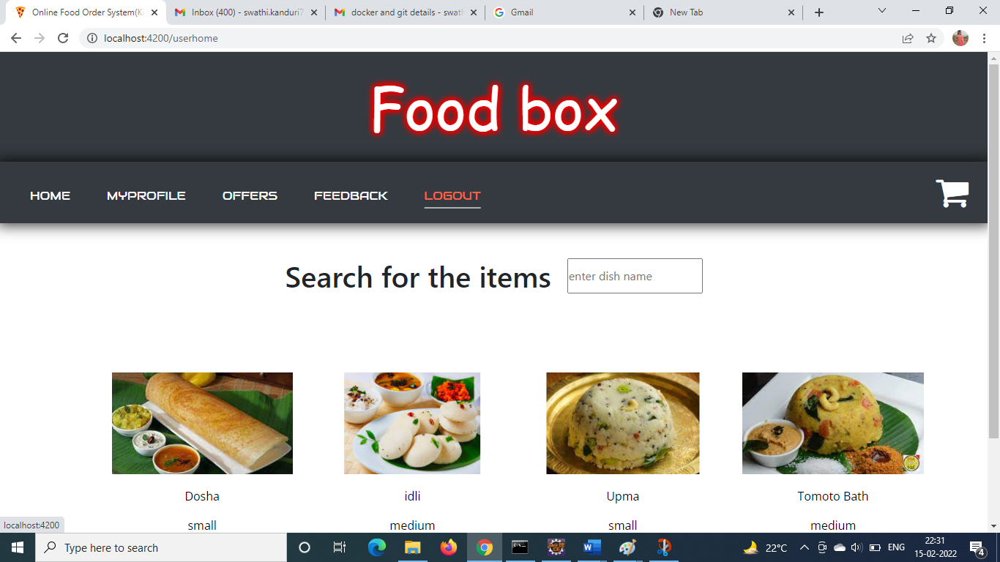 Online Food Order System(Ki
Inbox (400) - swathi.kanduri7
docker and git details - swath
Gmail
New Tab
localhost:4200/userhome
Food box
HOME
MYPROFILE
OFFERS
FEEDBACK
LOGOUT
Search for the items
enter dish name
Dosha
idli
Upma
Tomoto Bath
small
medium
small
medium
localhost:4200
Type here to search
22°C
ENG
22:31
15-02-2022
4